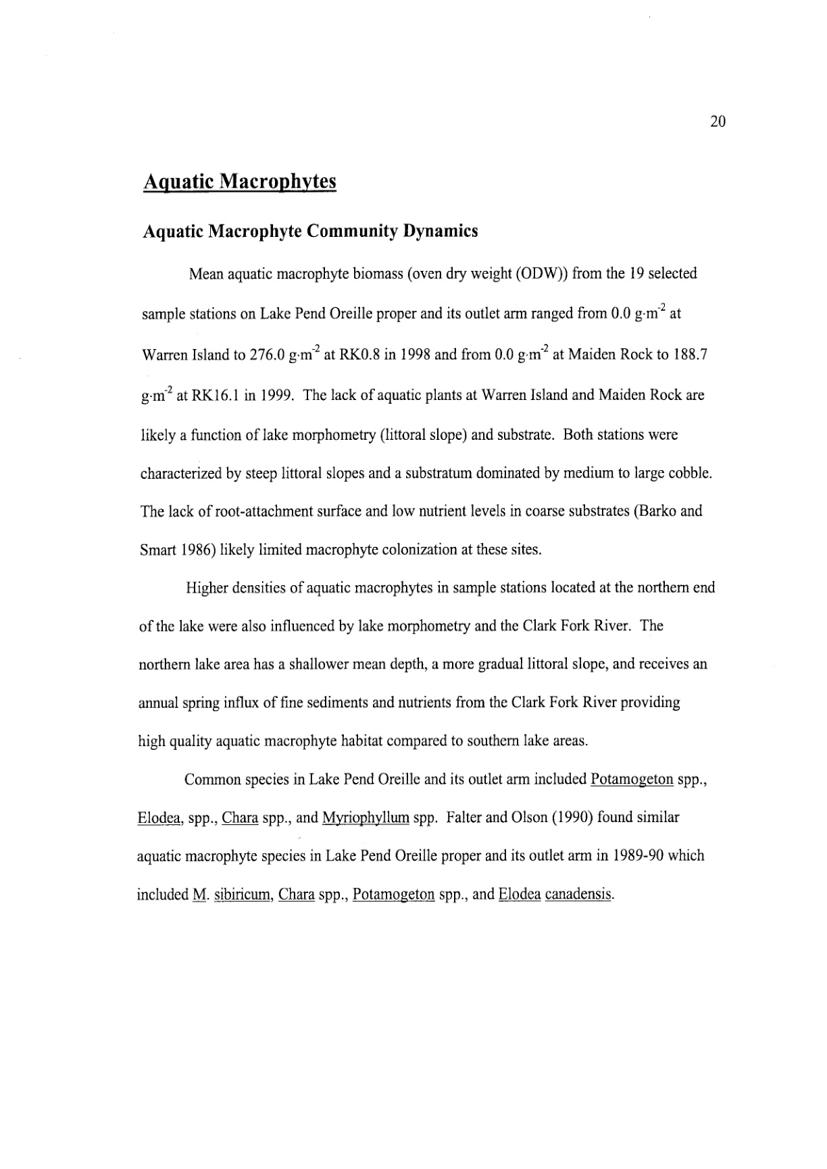 20
Aquatic Macrophytes
Aquatic Macrophyte Community Dynamics
Mean aquatic macrophyte biomass (oven dry weight (ODW)) from the 19 selected
sample stations on Lake Pend Oreille proper and its outlet arm ranged from 0.0 g·m⁻² at
Warren Island to 276.0 g·m⁻² at RK0.8 in 1998 and from 0.0 g·m⁻² at Maiden Rock to 188.7
g·m⁻² at RK16.1 in 1999. The lack of aquatic plants at Warren Island and Maiden Rock are
likely a function of lake morphometry (littoral slope) and substrate. Both stations were
characterized by steep littoral slopes and a substratum dominated by medium to large cobble.
The lack of root-attachment surface and low nutrient levels in coarse substrates (Barko and
Smart 1986) likely limited macrophyte colonization at these sites.
Higher densities of aquatic macrophytes in sample stations located at the northern end
of the lake were also influenced by lake morphometry and the Clark Fork River. The
northern lake area has a shallower mean depth, a more gradual littoral slope, and receives an
annual spring influx of fine sediments and nutrients from the Clark Fork River providing
high quality aquatic macrophyte habitat compared to southern lake areas.
Common species in Lake Pend Oreille and its outlet arm included Potamogeton spp.,
Elodea, spp., Chara spp., and Myriophyllum spp. Falter and Olson (1990) found similar
aquatic macrophyte species in Lake Pend Oreille proper and its outlet arm in 1989-90 which
included M. sibiricum, Chara spp., Potamogeton spp., and Elodea canadensis.